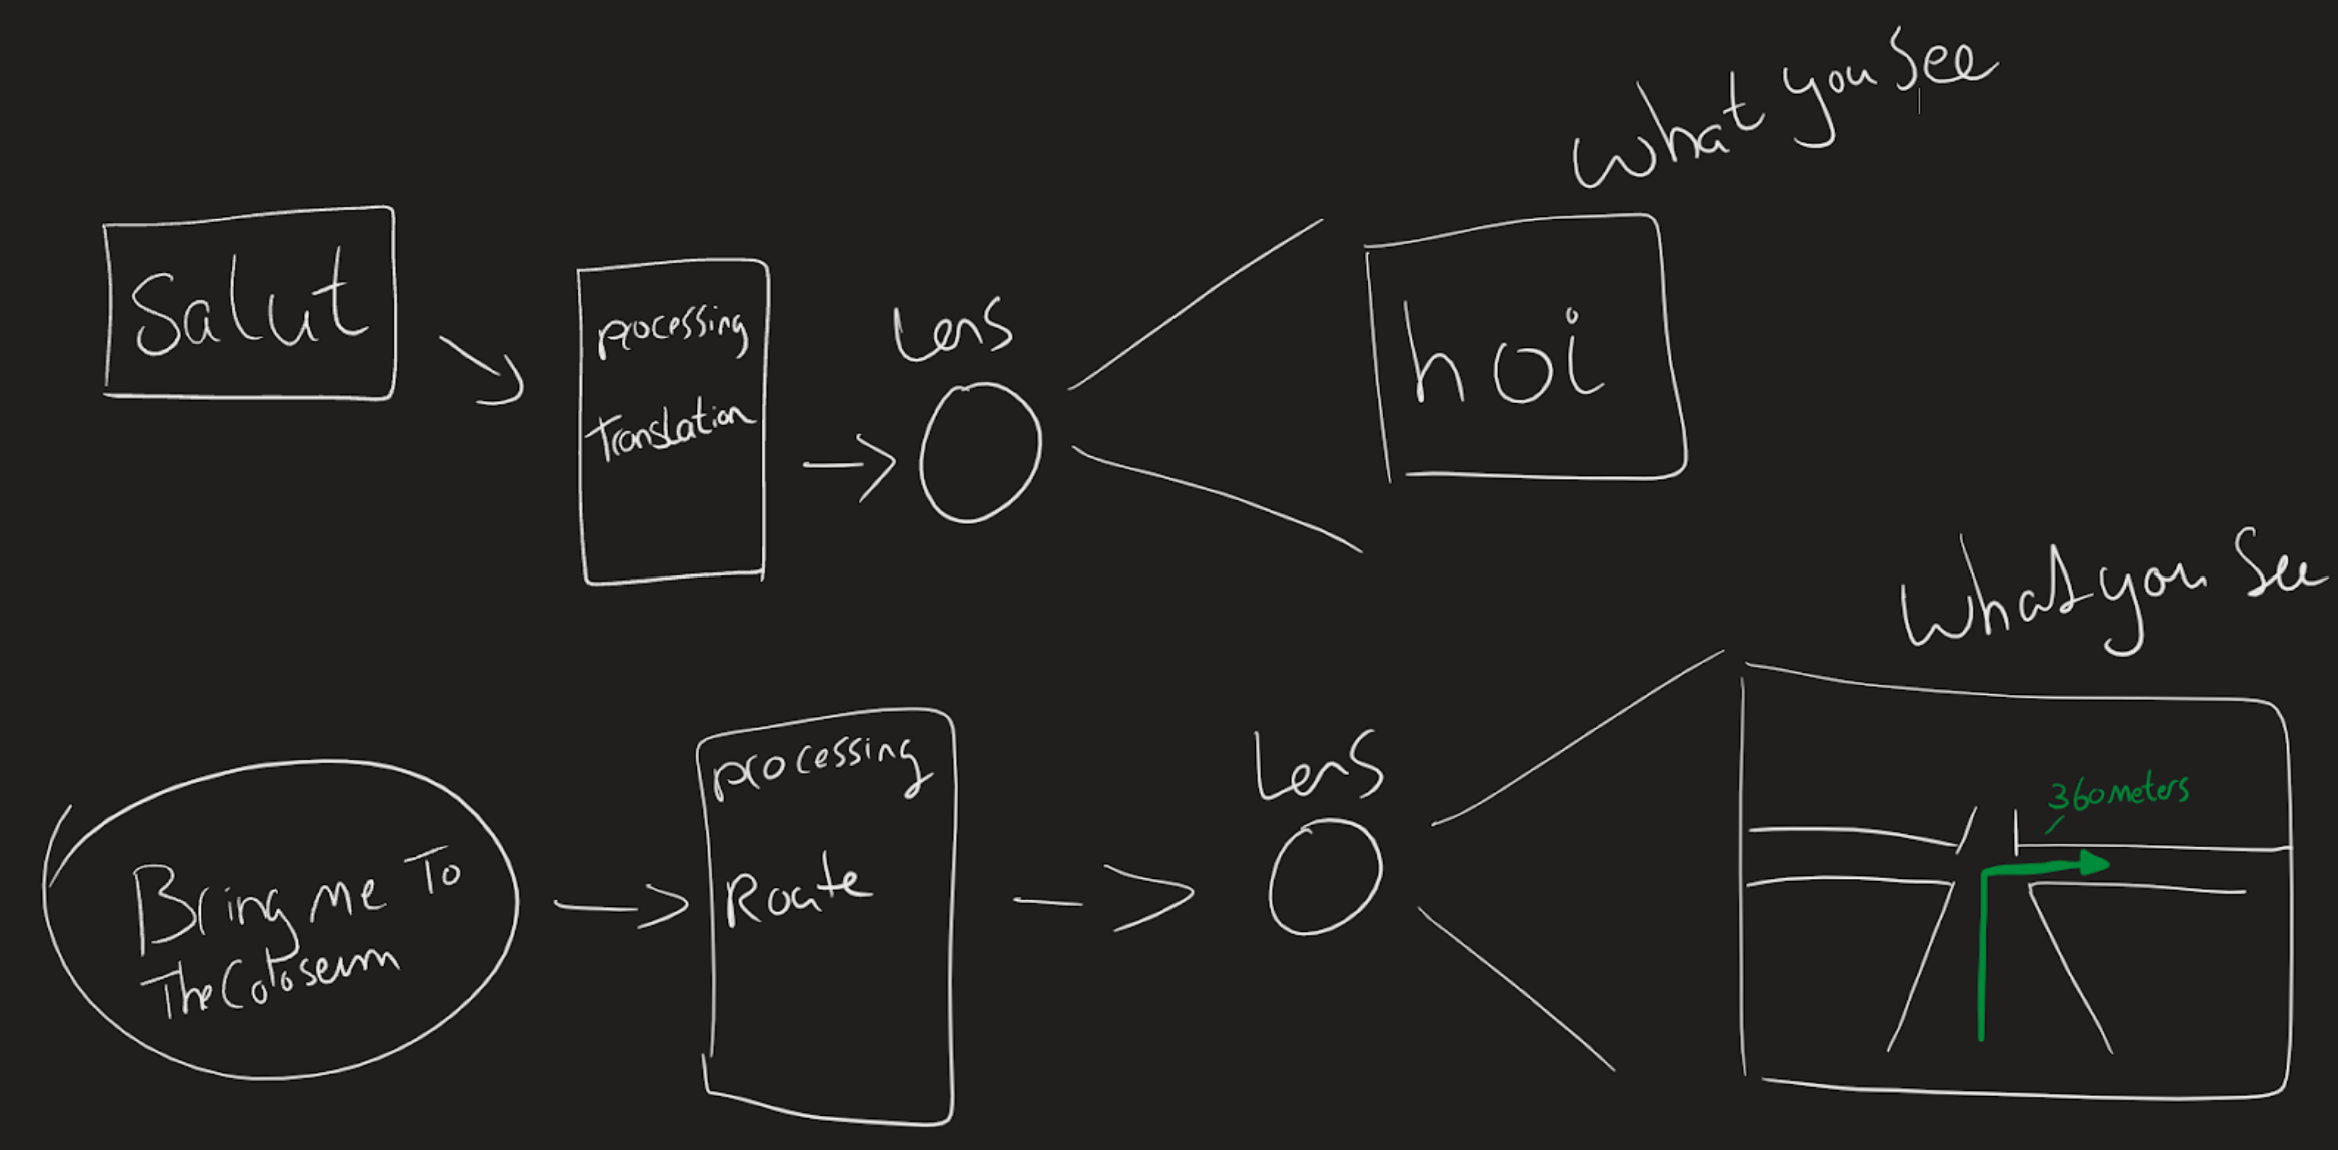 What you see
Salut
processing
Translation
Lens
hoi
What you see
Bring me To
The Coloseum
processing
Route
Lens
360 meters